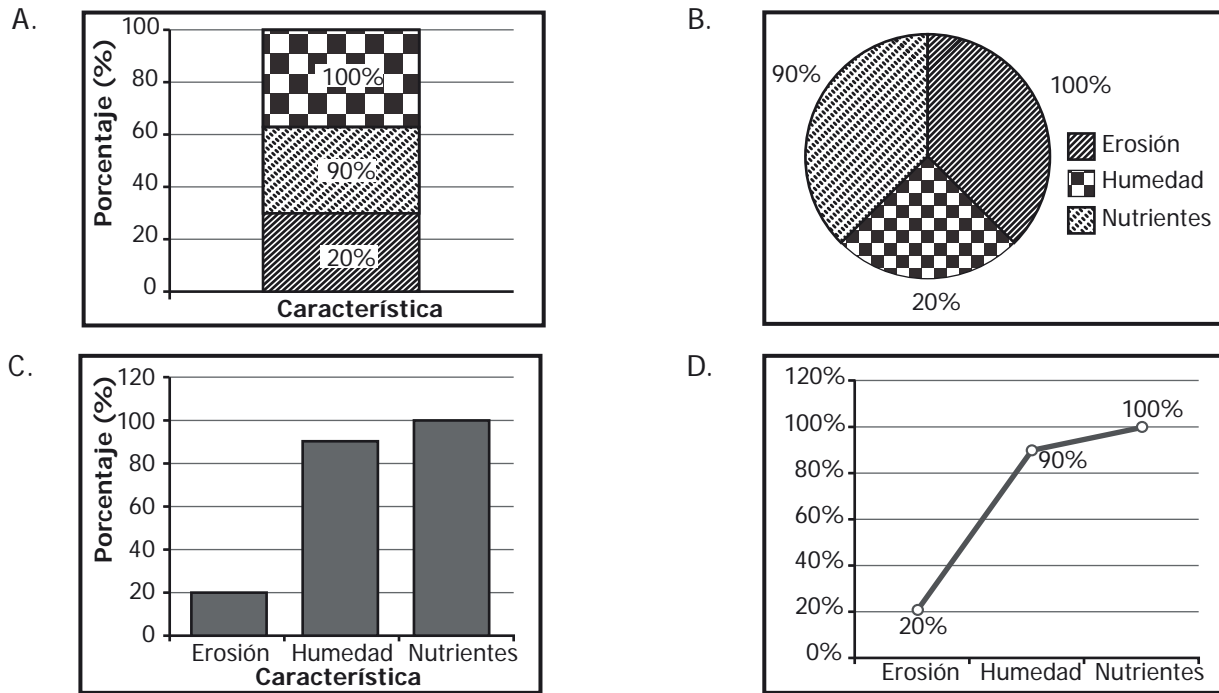 A.
Porcentaje (%)
100
80
60
40
20
0
100%
90%
20%
Característica
B.
90%
100%
20%
Erosión
Humedad
Nutrientes
C.
Porcentaje (%)
120
100
80
60
40
20
0
Erosión Humedad Nutrientes
Característica
D.
120%
100%
80%
60%
40%
20%
0%
100%
90%
20%
Erosión Humedad Nutrientes